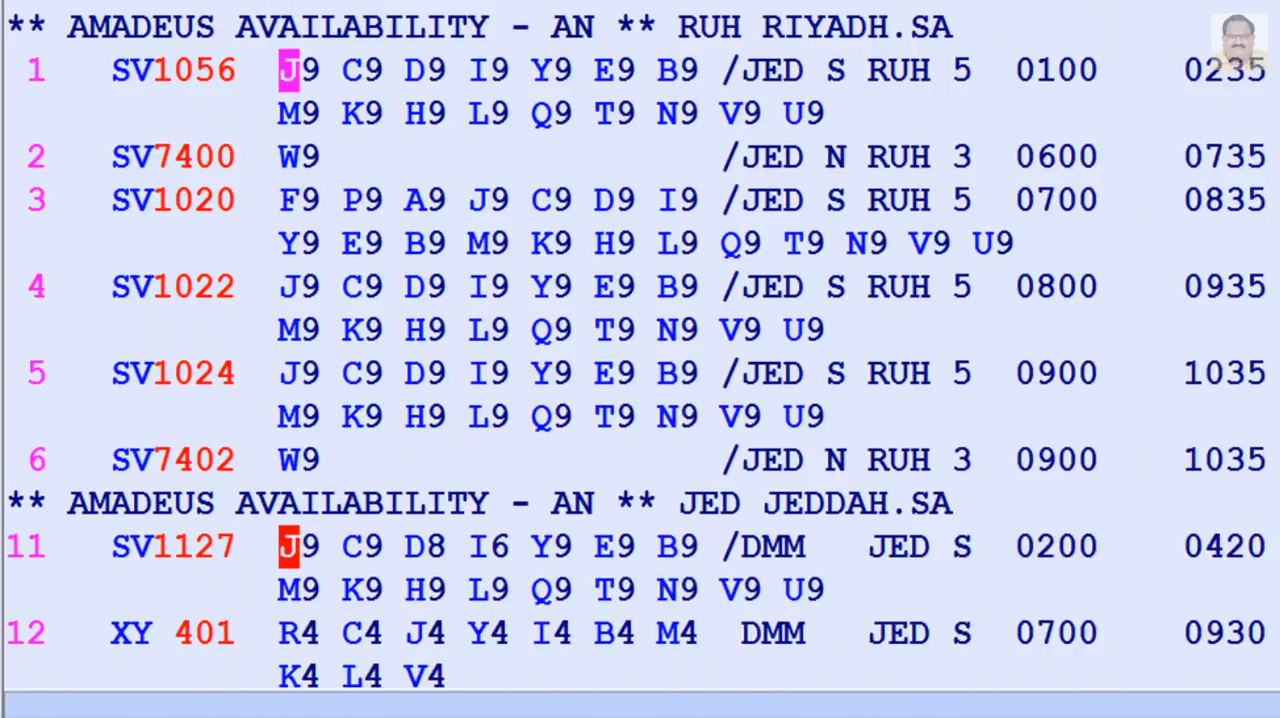 ** AMADEUS AVAILABILITY - AN ** RUH RIYADH.SA
1 SV1056 J9 C9 D9 I9 Y9 E9 B9 /JED S RUH 5 0100 0235
M9 K9 H9 L9 Q9 T9 N9 V9 U9
2 SV7400 W9 /JED N RUH 3 0600 0735
3 SV1020 F9 P9 A9 J9 C9 D9 I9 /JED S RUH 5 0700 0835
Y9 E9 B9 M9 K9 H9 L9 Q9 T9 N9 V9 U9
4 SV1022 J9 C9 D9 I9 Y9 E9 B9 /JED S RUH 5 0800 0935
M9 K9 H9 L9 Q9 T9 N9 V9 U9
5 SV1024 J9 C9 D9 I9 Y9 E9 B9 /JED S RUH 5 0900 1035
M9 K9 H9 L9 Q9 T9 N9 V9 U9
6 SV7402 W9 /JED N RUH 3 0900 1035
** AMADEUS AVAILABILITY - AN ** JED JEDDAH.SA
11 SV1127 J9 C9 D8 I6 Y9 E9 B9 /DMM JED S 0200 0420
M9 K9 H9 L9 Q9 T9 N9 V9 U9
12 XY 401 R4 C4 J4 Y4 I4 B4 M4 DMM JED S 0700 0930
K4 L4 V4